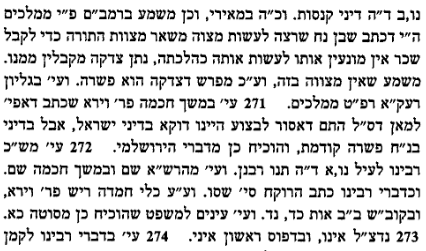 נו,ב ד"ה דיני קנסות. וכ"ה במאירי, וכן משמע ברמב"ם פ"י ממלכים
ה"י דכתב שבן נח שרצה לעשות מצוה משאר מצוות התורה כדי לקבל
שכר אין מונעין אותו לעשות אותה כהלכתה, נתן צדקה מקבלין ממנו.
משמע שאין מצווה בזה, וע"כ מפרש דצדקה הוא פשרה. ועי' בגליון
רעק"א רפ"ט ממלכים. 271 עי' במשך חכמה פר' וירא שכתב דאפי'
למאן דס"ל התם דאסור לבצוע היינו דוקא בדיני ישראל, אבל בדיני
בנ"ח פשרה קודמת, והוכיח כן מדברי הירושלמי. 272 עי' מש"כ
רבינו לעיל נו,א ד"ה תנו רבנן. ועי' מהרש"א שם ובמשך חכמה שם.
וכדברי רבינו כתב הרוקח סי' שסו. וע"ע כלי חמדה ריש פר' וירא,
ובקוב"ש ב"ב אות כד, נד. ועי' עינים למשפט שהוכיח כן מסוטה כא.
273 נדצ"ל אינו, ובדפוס ראשון איני. 274 עי' בדברי רבינו לקמן